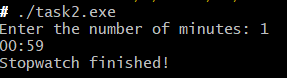 # ./task2.exe
Enter the number of minutes: 1
00:59
Stopwatch finished!